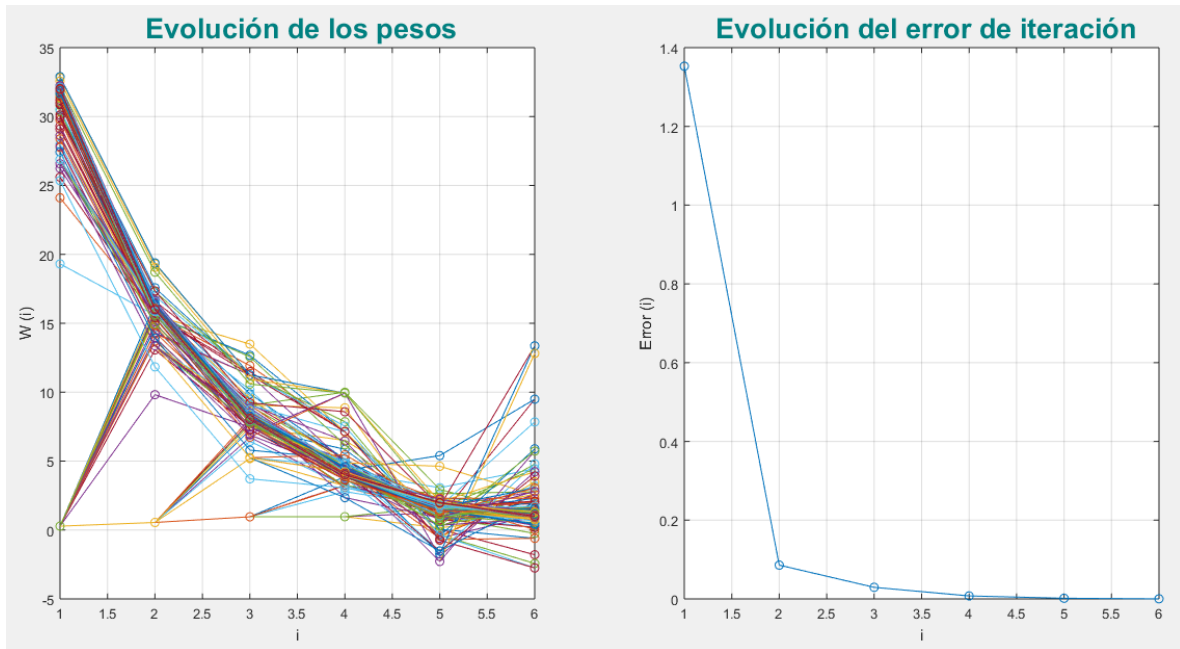 Evolución de los pesos
35
30
25
20
15
10
5
0
-5
W (i)
1 1.5 2 2.5 3 3.5 4 4.5 5 5.5 6
i
Evolución del error de iteración
1.4
1.2
1
0.8
0.6
0.4
0.2
0
Error (i)
1 1.5 2 2.5 3 3.5 4 4.5 5 5.5 6
i